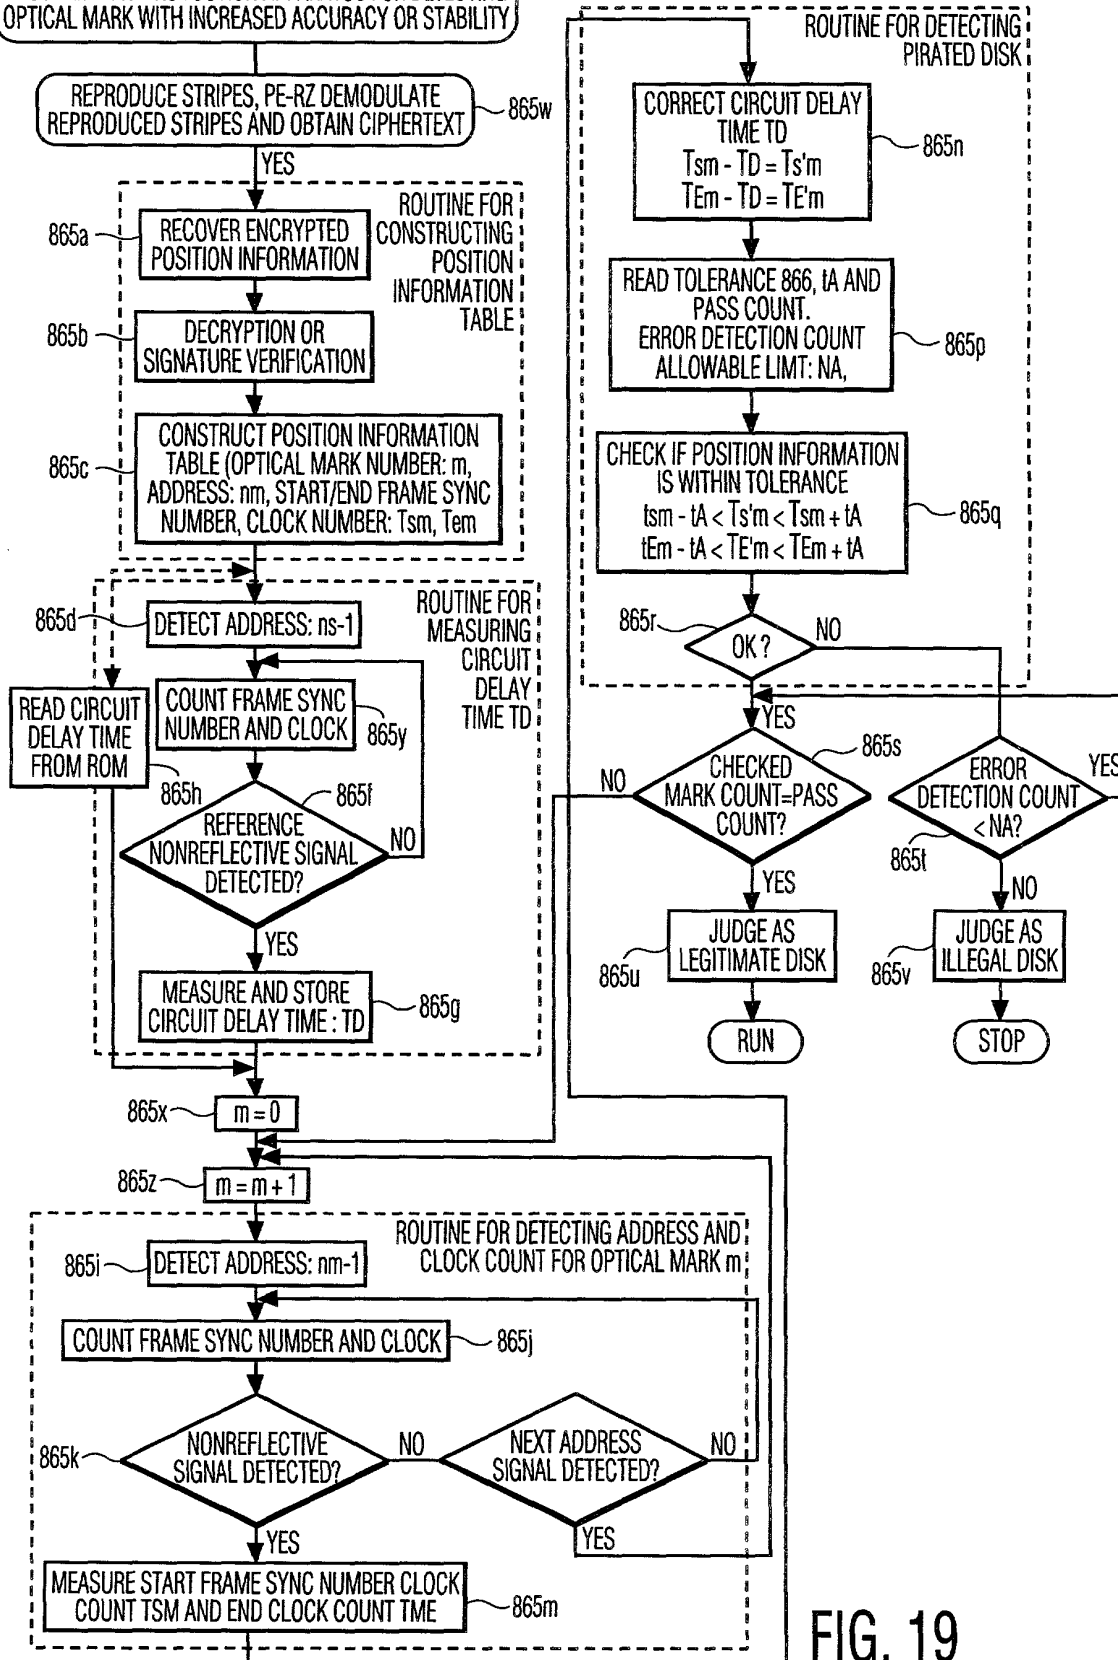 OPTICAL MARK WITH INCREASED ACCURACY OR STABILITY
REPRODUCE STRIPES, PE-RZ DEMODULATE
REPRODUCED STRIPES AND OBTAIN CIPHERTEXT
865w
YES
ROUTINE FOR
CONSTRUCTING
POSITION
INFORMATION
TABLE
865a
RECOVER ENCRYPTED
POSITION INFORMATION
865b
DECRYPTION OR
SIGNATURE VERIFICATION
865c
CONSTRUCT POSITION INFORMATION
TABLE (OPTICAL MARK NUMBER: m,
ADDRESS: nm, START/END FRAME SYNC
NUMBER, CLOCK NUMBER: Tsm, Tem
ROUTINE FOR
MEASURING
CIRCUIT
DELAY
TIME TD
865d
DETECT ADDRESS: ns-1
COUNT FRAME SYNC
NUMBER AND CLOCK
865y
READ CIRCUIT
DELAY TIME
FROM ROM
865h
865f
REFERENCE
NONREFLECTIVE SIGNAL
DETECTED?
NO
YES
MEASURE AND STORE
CIRCUIT DELAY TIME : TD
865g
865x
m = 0
865z
m = m + 1
ROUTINE FOR DETECTING ADDRESS AND
CLOCK COUNT FOR OPTICAL MARK m
865i
DETECT ADDRESS: nm-1
COUNT FRAME SYNC NUMBER AND CLOCK
865j
865k
NONREFLECTIVE
SIGNAL DETECTED?
NO
NEXT ADDRESS
SIGNAL DETECTED?
NO
YES
YES
MEASURE START FRAME SYNC NUMBER CLOCK
COUNT TSM AND END CLOCK COUNT TME
865m
ROUTINE FOR DETECTING
PIRATED DISK
CORRECT CIRCUIT DELAY
TIME TD
Tsm - TD = Ts'm
TEm - TD = TE'm
865n
READ TOLERANCE 866, tA AND
PASS COUNT.
ERROR DETECTION COUNT
ALLOWABLE LIMT: NA,
865p
CHECK IF POSITION INFORMATION
IS WITHIN TOLERANCE
tsm - tA < Ts'm < Tsm + tA
tEm - tA < TE'm < TEm + tA
865q
865r
OK ?
NO
YES
865s
CHECKED
MARK COUNT=PASS
COUNT?
NO
YES
ERROR
DETECTION COUNT
< NA?
YES
865t
NO
JUDGE AS
LEGITIMATE DISK
865u
JUDGE AS
ILLEGAL DISK
865v
RUN
STOP
FIG. 19